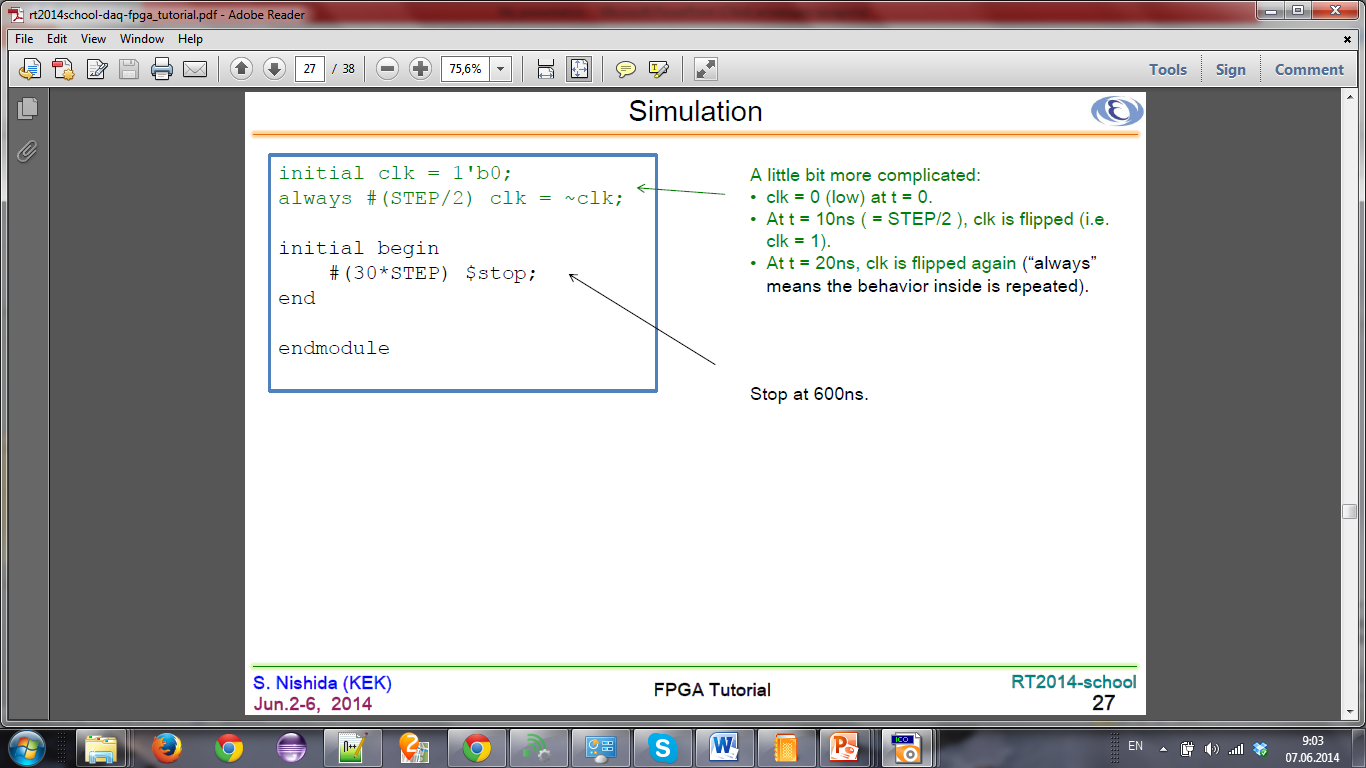 rt2014school-daq-fpga_tutorial.pdf - Adobe Reader
File Edit View Window Help
27 / 38 75,6% Tools Sign Comment
Simulation
initial clk = 1'b0;
always #(STEP/2) clk = ~clk;
initial begin
#(30*STEP) $stop;
end
endmodule
A little bit more complicated:
• clk = 0 (low) at t = 0.
• At t = 10ns ( = STEP/2 ), clk is flipped (i.e.
clk = 1).
• At t = 20ns, clk is flipped again (“always”
means the behavior inside is repeated).
Stop at 600ns.
S. Nishida (KEK)
Jun.2-6, 2014
FPGA Tutorial
RT2014-school
27
EN
9:03
07.06.2014